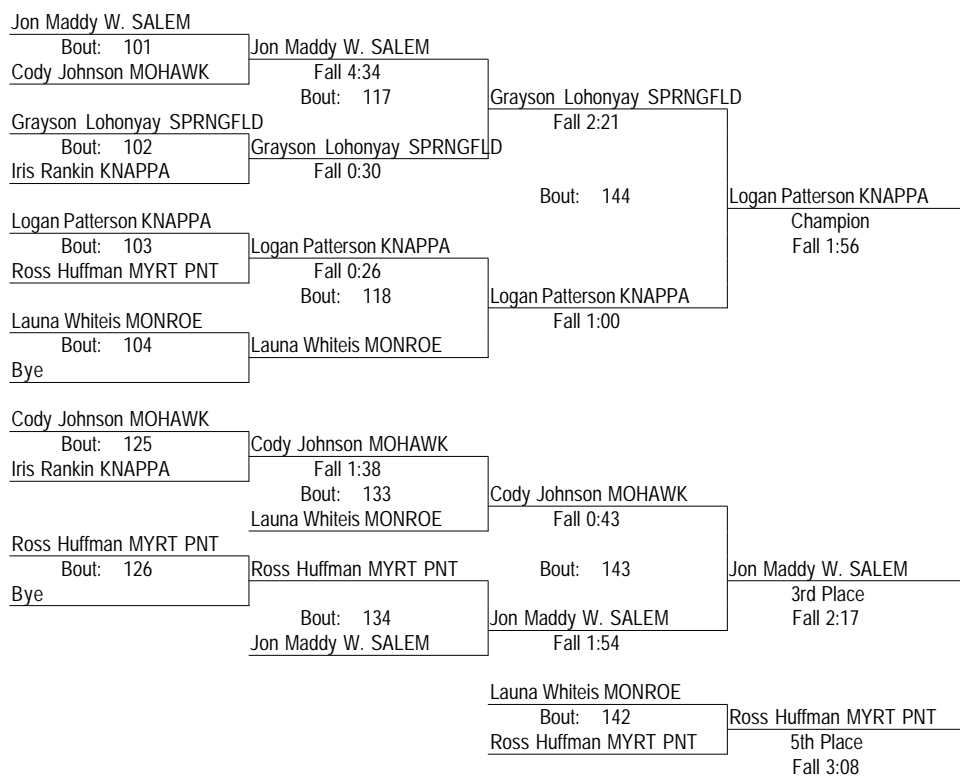 Jon Maddy W. SALEM
Bout: 101
Cody Johnson MOHAWK
Jon Maddy W. SALEM
Fall 4:34
Bout: 117
Grayson Lohonyay SPRNGFLD
Bout: 102
Iris Rankin KNAPPA
Grayson Lohonyay SPRNGFLD
Fall 0:30
Grayson Lohonyay SPRNGFLD
Fall 2:21
Bout: 144
Logan Patterson KNAPPA
Champion
Fall 1:56
Logan Patterson KNAPPA
Bout: 103
Ross Huffman MYRT PNT
Logan Patterson KNAPPA
Fall 0:26
Bout: 118
Logan Patterson KNAPPA
Fall 1:00
Launa Whiteis MONROE
Bout: 104
Bye
Launa Whiteis MONROE
Cody Johnson MOHAWK
Bout: 125
Iris Rankin KNAPPA
Cody Johnson MOHAWK
Fall 1:38
Bout: 133
Launa Whiteis MONROE
Cody Johnson MOHAWK
Fall 0:43
Ross Huffman MYRT PNT
Bout: 126
Bye
Ross Huffman MYRT PNT
Bout: 134
Jon Maddy W. SALEM
Bout: 143
Jon Maddy W. SALEM
Fall 1:54
Jon Maddy W. SALEM
3rd Place
Fall 2:17
Launa Whiteis MONROE
Bout: 142
Ross Huffman MYRT PNT
Ross Huffman MYRT PNT
5th Place
Fall 3:08